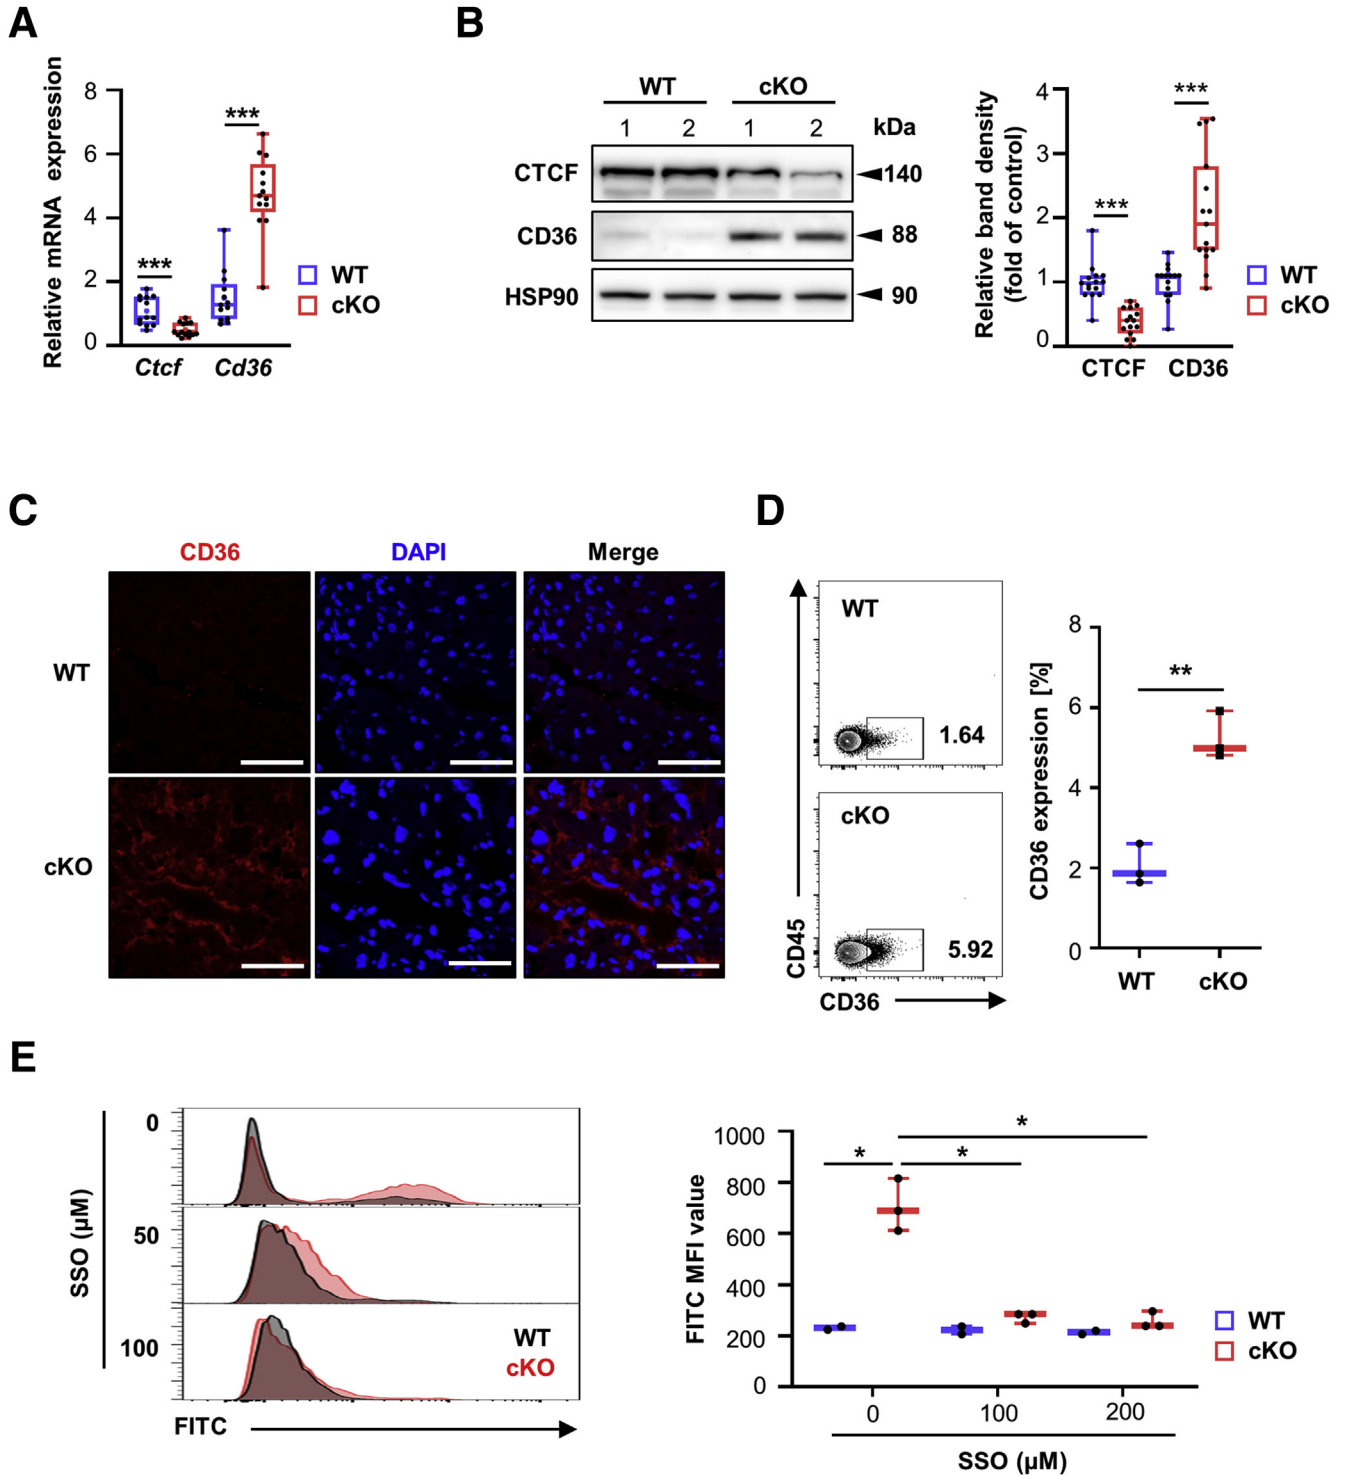 A
Relative mRNA expression
8
6
4
2
0
***
***
Ctcf
Cd36
WT
cKO
B
WT
cKO
1
2
1
2
kDa
CTCF
140
CD36
88
HSP90
90
Relative band density
(fold of control)
4
3
2
1
0
***
***
CTCF
CD36
WT
cKO
C
CD36
DAPI
Merge
WT
cKO
D
WT
1.64
cKO
5.92
CD45
CD36
CD36 expression [%]
8
6
4
2
0
**
WT
cKO
E
SSO (μM)
0
50
100
WT
cKO
FITC
FITC MFI value
1000
800
600
400
200
0
*
*
*
0
100
200
SSO (μM)
WT
cKO